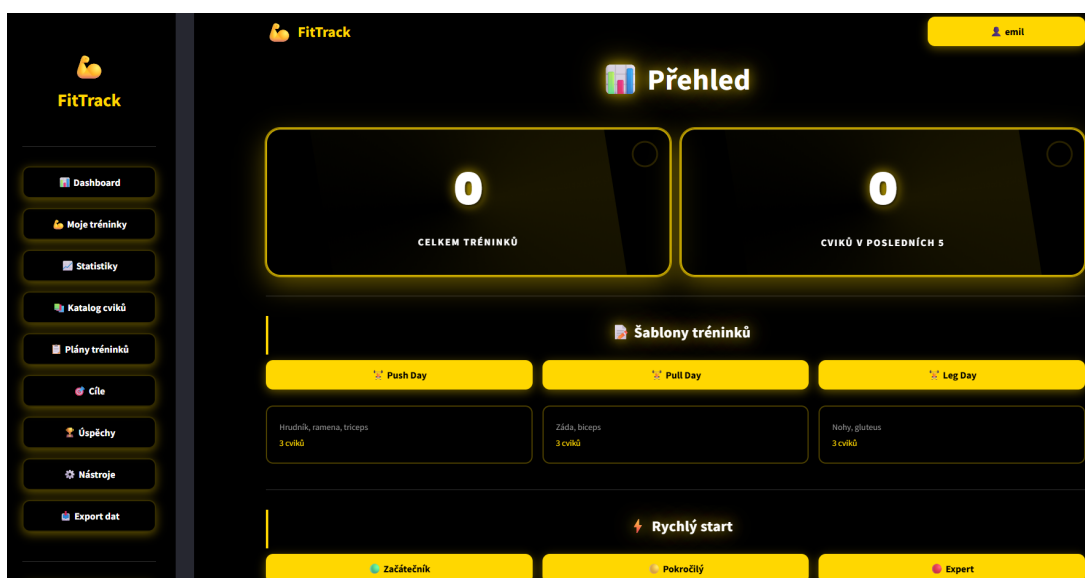 FitTrack
Dashboard
Moje tréninky
Statistiky
Katalog cviků
Plány tréninků
Cíle
Úspěchy
Nástroje
Export dat
FitTrack
emil
Přehled
0
CELKEM TRÉNINKŮ
0
CVIKŮ V POSLEDNÍCH 5
Šablony tréninků
Push Day
Pull Day
Leg Day
Hrudník, ramena, triceps
3 cviků
Záda, biceps
3 cviků
Nohy, gluteus
3 cviků
Rychlý start
Začátečník
Pokročilý
Expert